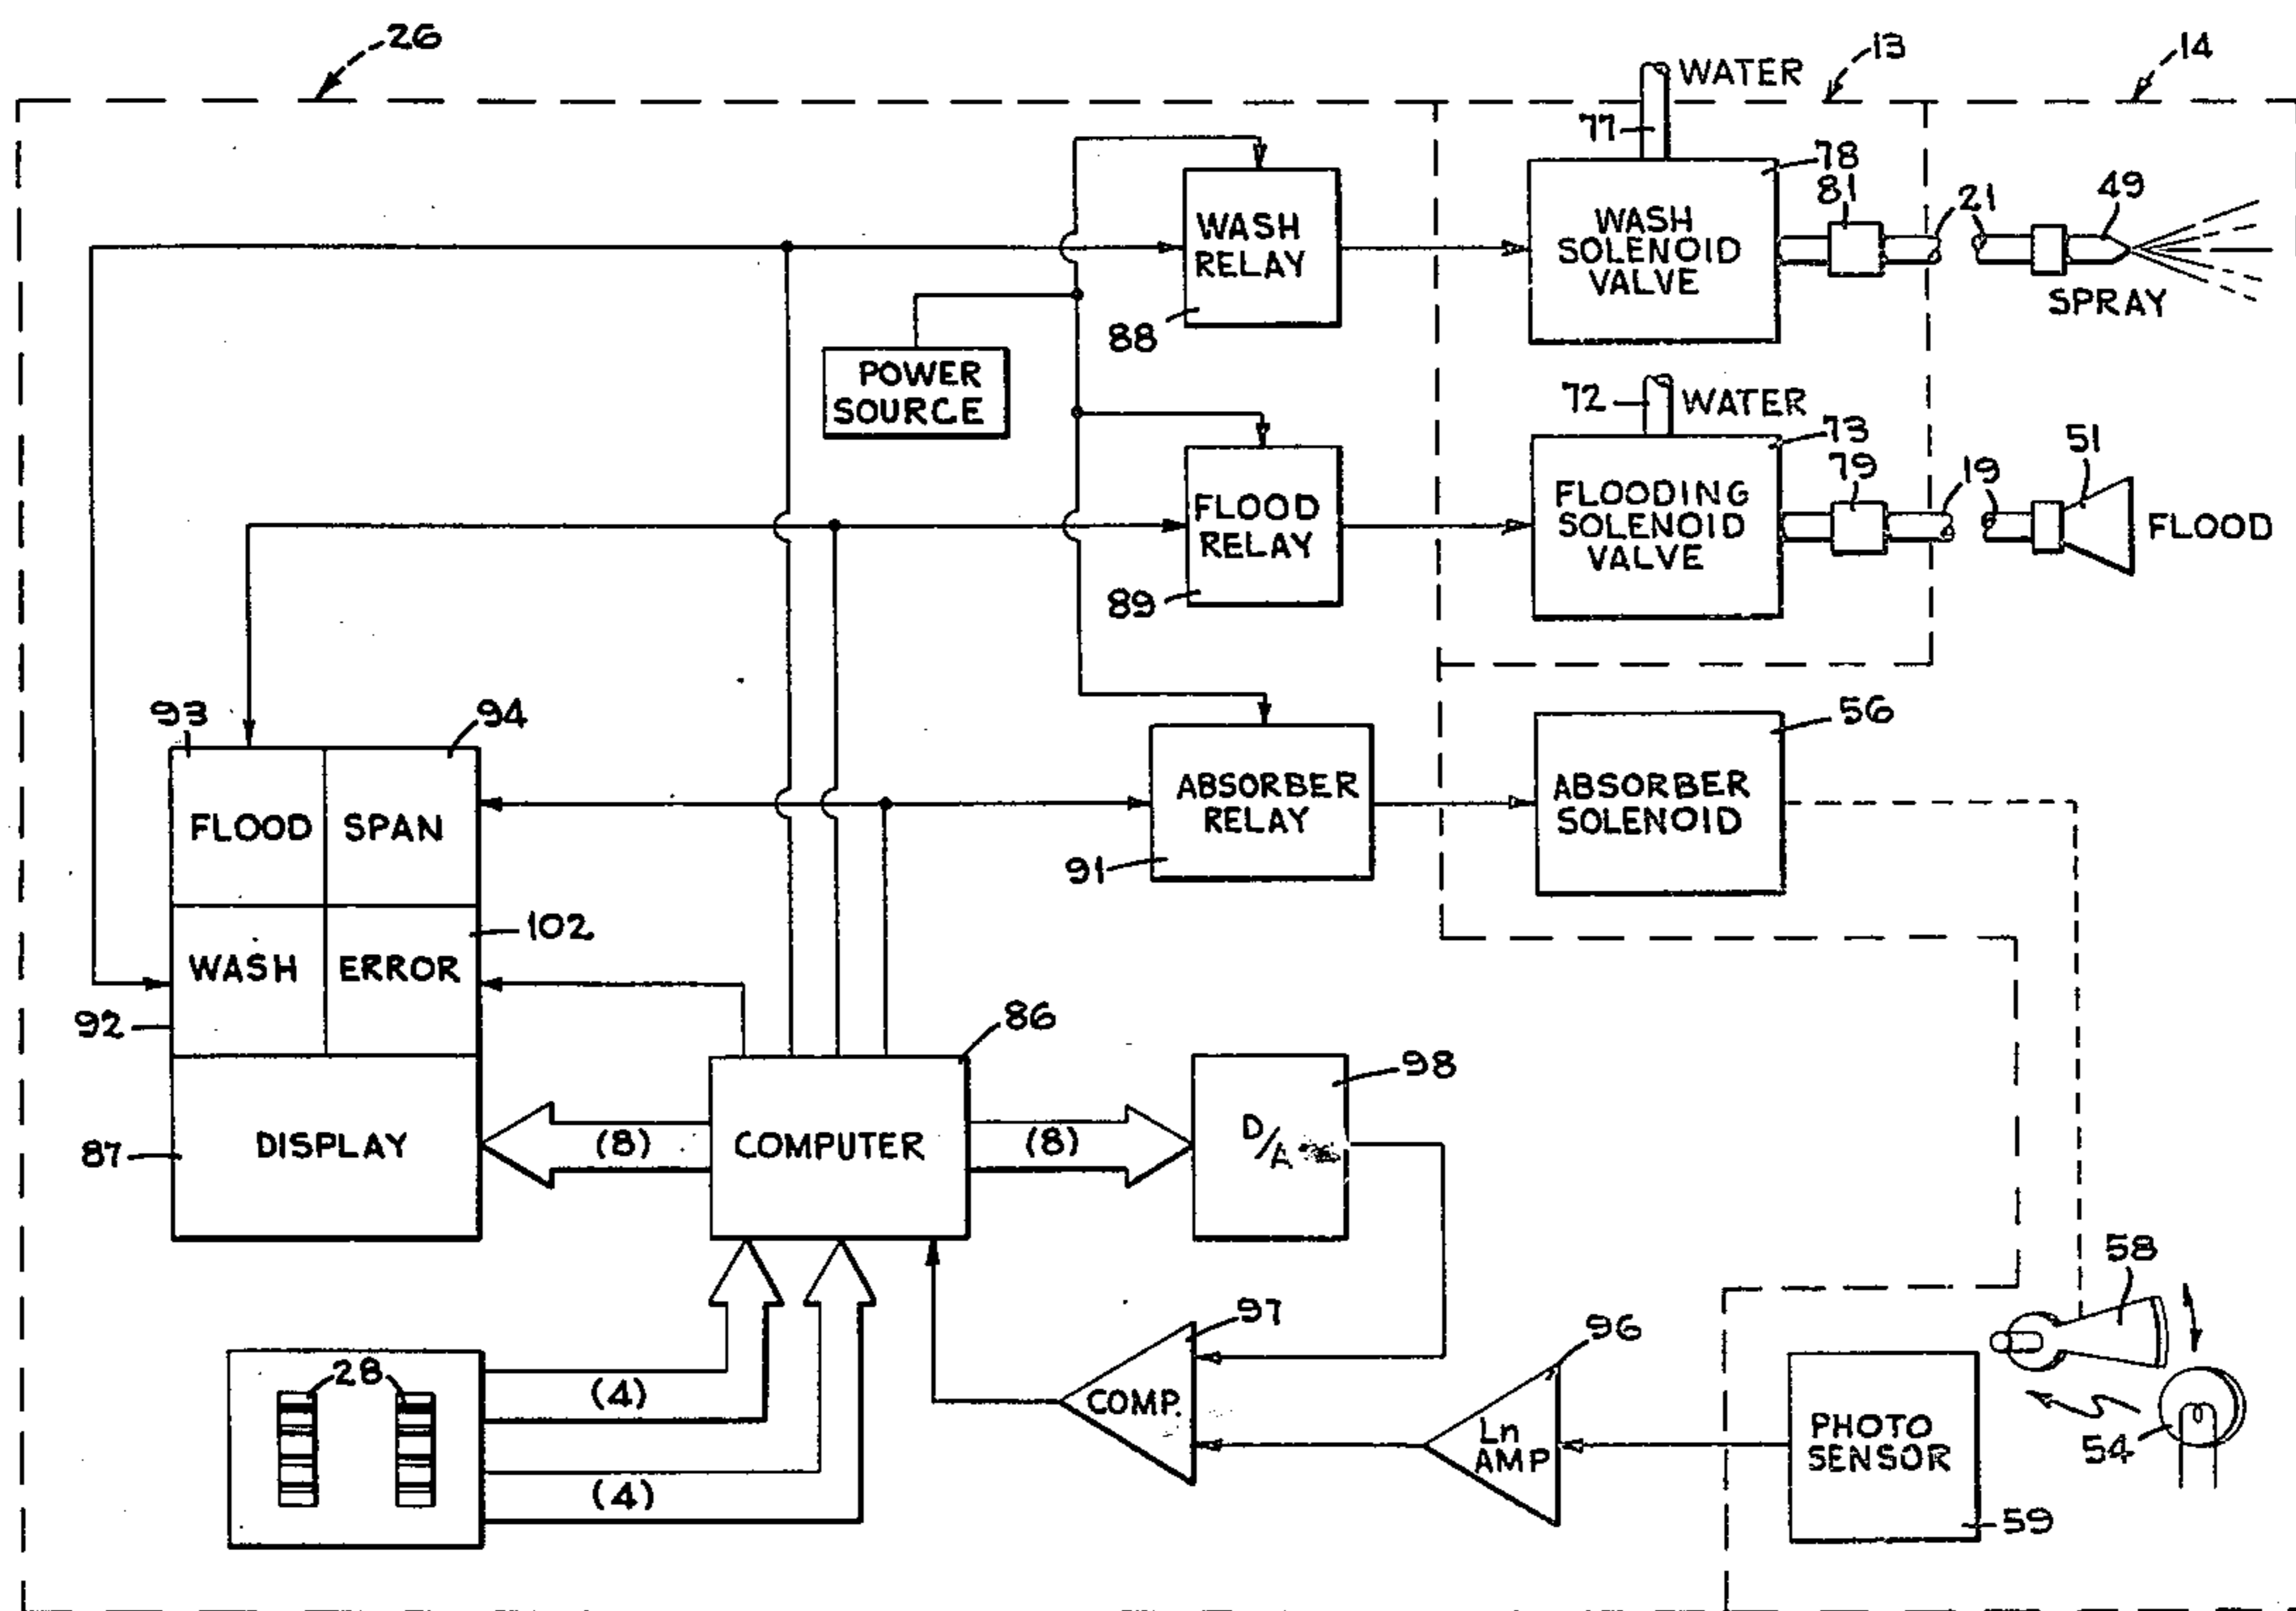 26
WATER
13
14
77
78
81
21
49
WASH
RELAY
WASH
SOLENOID
VALVE
SPRAY
88
POWER
SOURCE
72
WATER
73
79
19
51
FLOOD
RELAY
FLOODING
SOLENOID
VALVE
FLOOD
89
93
94
56
FLOOD
SPAN
ABSORBER
RELAY
ABSORBER
SOLENOID
91
102
WASH
ERROR
92
86
98
87
DISPLAY
(8)
COMPUTER
(8)
D/A
58
97
96
28
(4)
COMP.
Ln
AMP
PHOTO
SENSOR
54
(4)
59